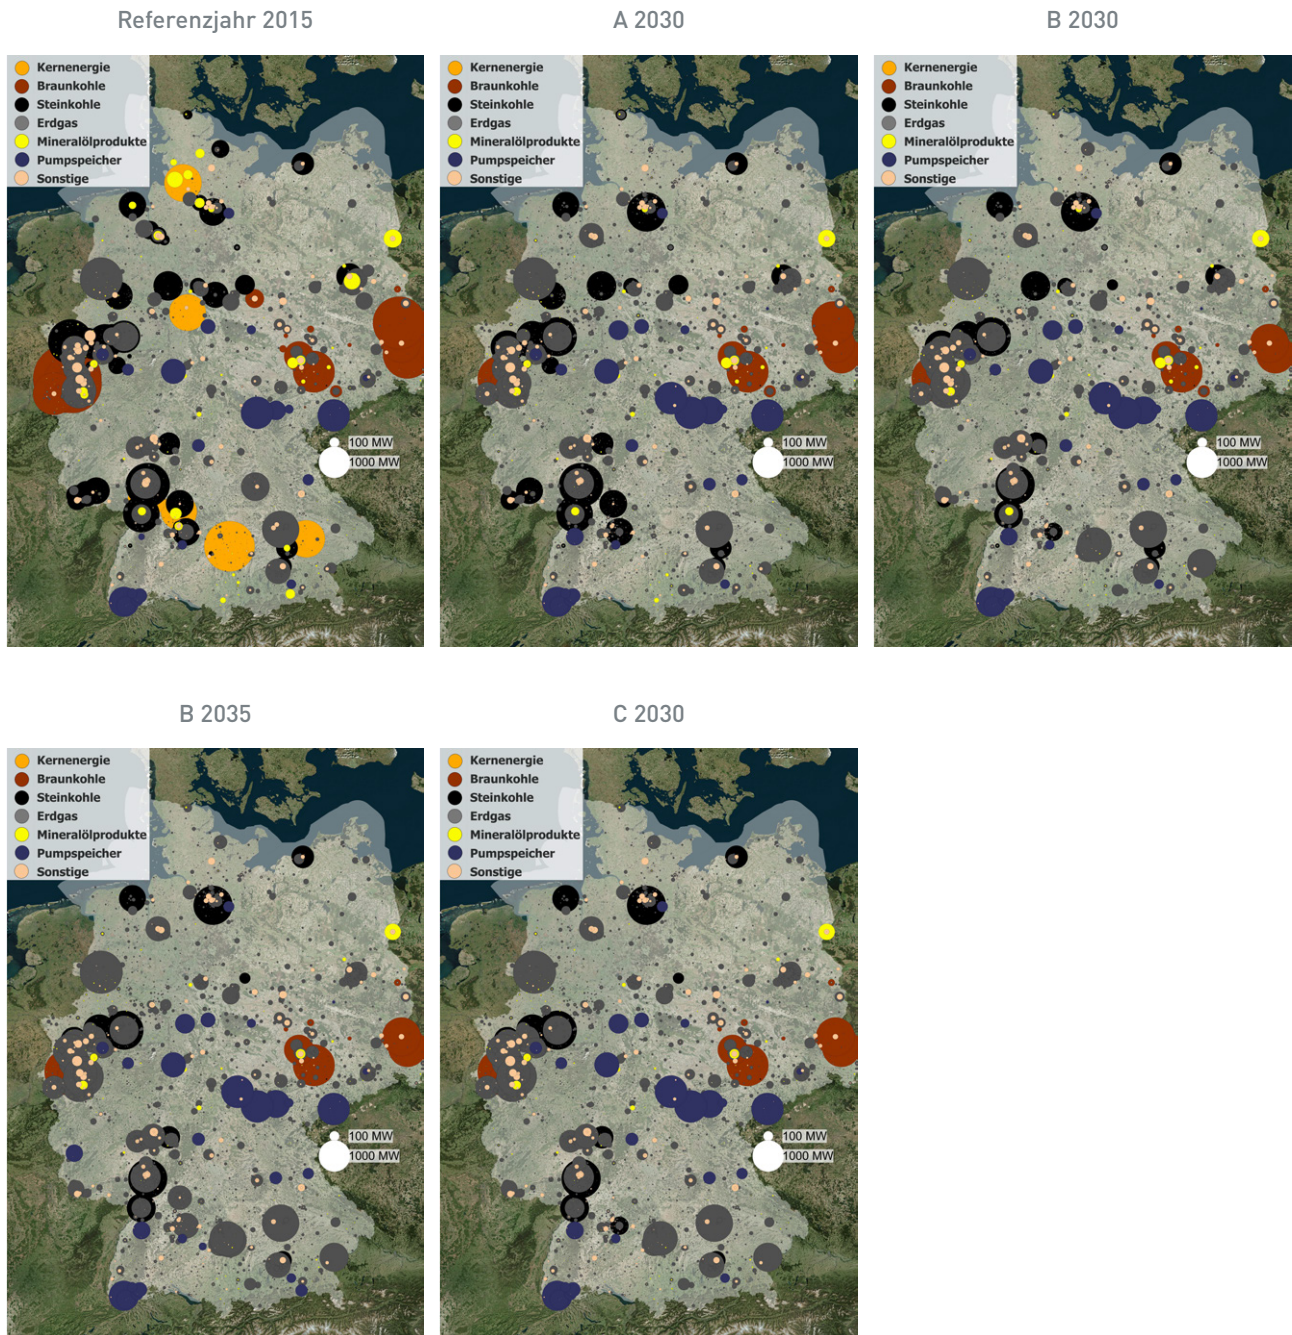 Referenzjahr 2015
A 2030
B 2030
Kernenergie
Braunkohle
Steinkohle
Erdgas
Mineralölprodukte
Pumpspeicher
Sonstige
100 MW
1000 MW
Kernenergie
Braunkohle
Steinkohle
Erdgas
Mineralölprodukte
Pumpspeicher
Sonstige
100 MW
1000 MW
Kernenergie
Braunkohle
Steinkohle
Erdgas
Mineralölprodukte
Pumpspeicher
Sonstige
100 MW
1000 MW
B 2035
C 2030
Kernenergie
Braunkohle
Steinkohle
Erdgas
Mineralölprodukte
Pumpspeicher
Sonstige
100 MW
1000 MW
Kernenergie
Braunkohle
Steinkohle
Erdgas
Mineralölprodukte
Pumpspeicher
Sonstige
100 MW
1000 MW